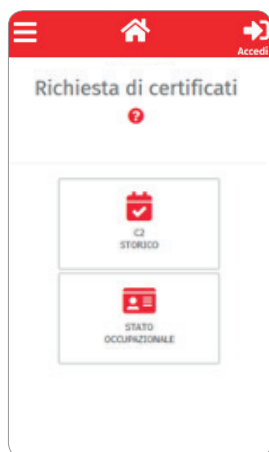 Accedi
Richiesta di certificati
?
C2
STORICO
STATO
OCCUPAZIONALE